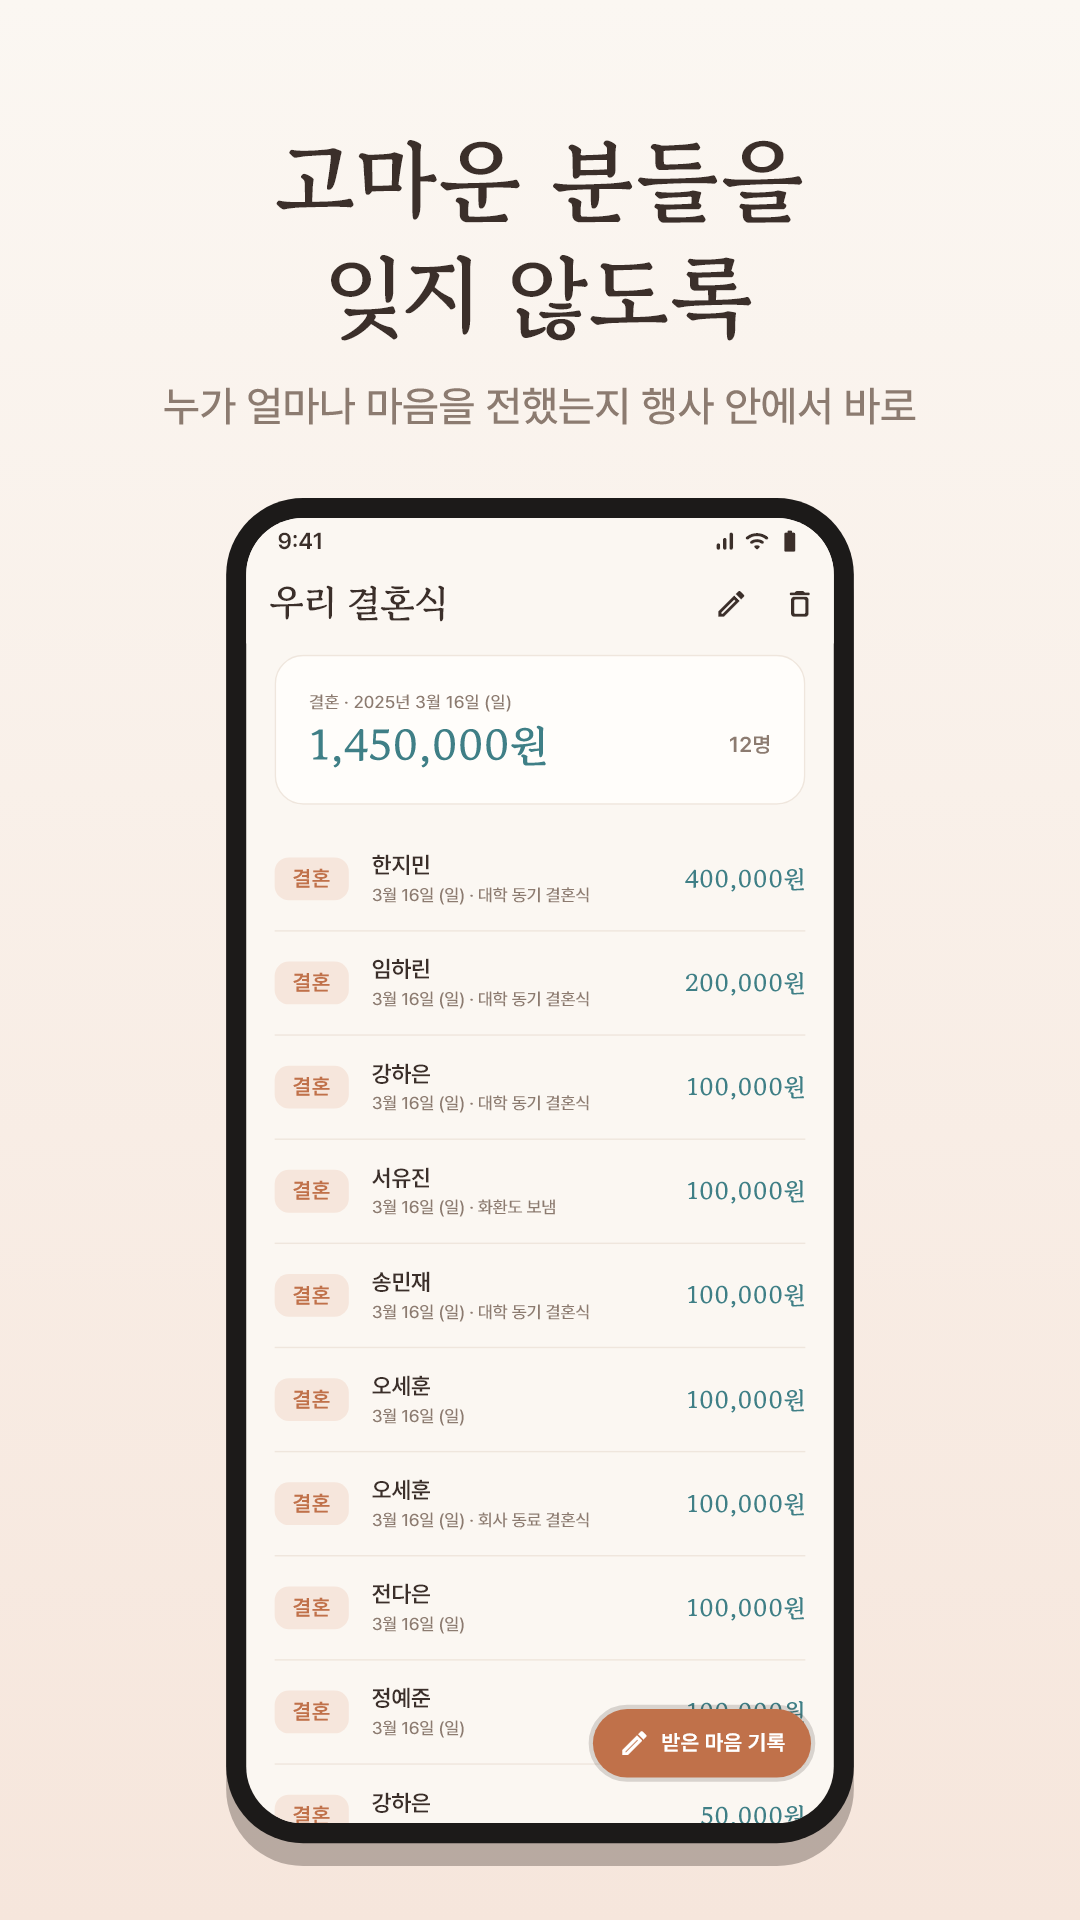 고마운 분들을
잊지 않도록
누가 얼마나 마음을 전했는지 행사 안에서 바로
9:41
우리 결혼식
결혼 · 2025년 3월 16일 (일)
1,450,000원
12명
결혼
한지민
3월 16일 (일) · 대학 동기 결혼식
400,000원
결혼
임하린
3월 16일 (일) · 대학 동기 결혼식
200,000원
결혼
강하은
3월 16일 (일) · 대학 동기 결혼식
100,000원
결혼
서유진
3월 16일 (일) · 화환도 보냄
100,000원
결혼
송민재
3월 16일 (일) · 대학 동기 결혼식
100,000원
결혼
오세훈
3월 16일 (일)
100,000원
결혼
오세훈
3월 16일 (일) · 회사 동료 결혼식
100,000원
결혼
전다은
3월 16일 (일)
100,000원
결혼
정예준
3월 16일 (일)
받은 마음 기록
결혼
강하은
50,000원